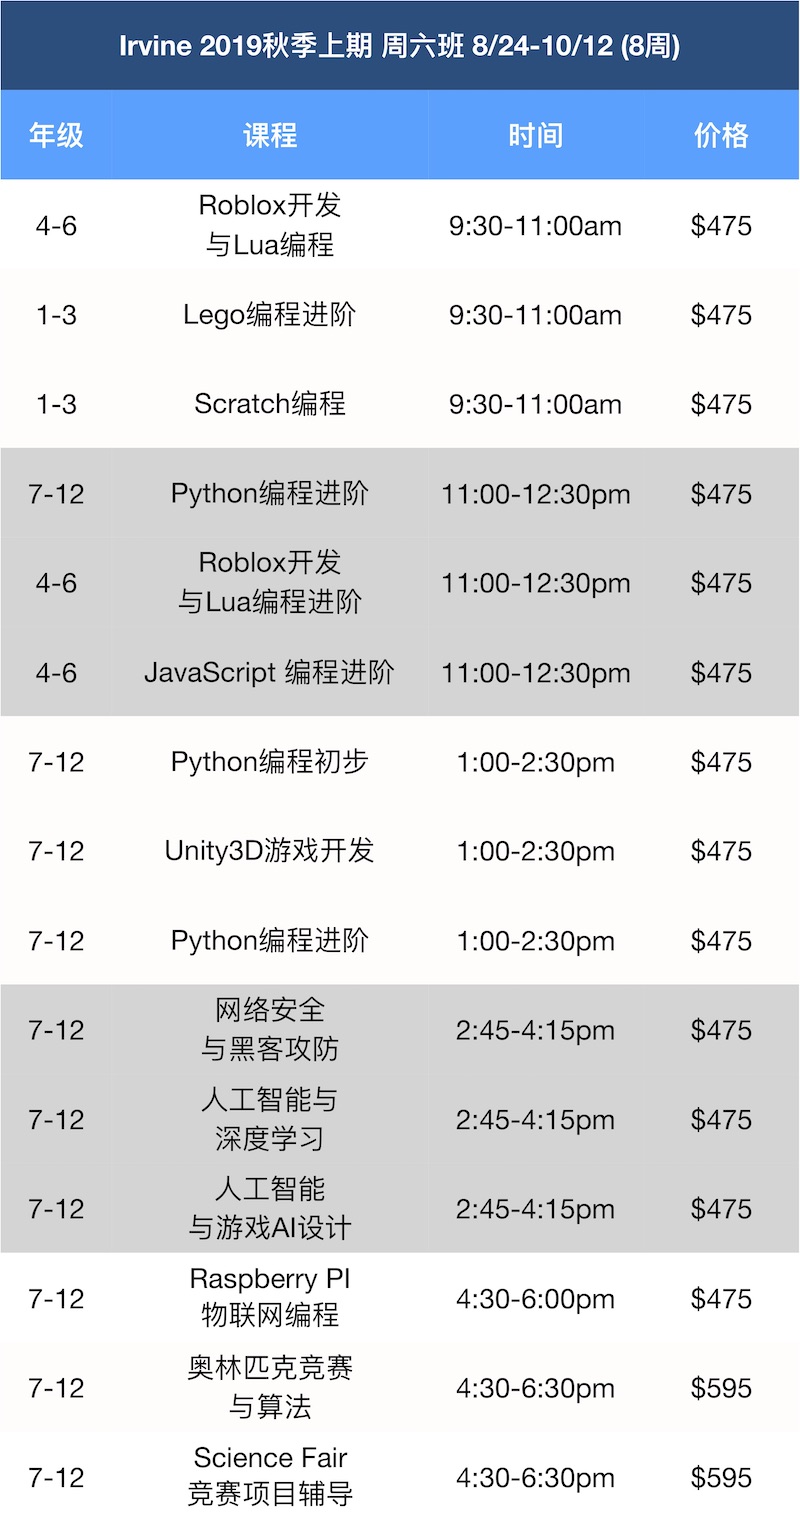 Irvine 2019秋季上期 周六班 8/24-10/12 (8周)
年级 课程 时间 价格
4-6 Roblox开发
与Lua编程 9:30-11:00am $475
1-3 Lego编程进阶 9:30-11:00am $475
1-3 Scratch编程 9:30-11:00am $475
7-12 Python编程进阶 11:00-12:30pm $475
4-6 Roblox开发
与Lua编程进阶 11:00-12:30pm $475
4-6 JavaScript 编程进阶 11:00-12:30pm $475
7-12 Python编程初步 1:00-2:30pm $475
7-12 Unity3D游戏开发 1:00-2:30pm $475
7-12 Python编程进阶 1:00-2:30pm $475
7-12 网络安全
与黑客攻防 2:45-4:15pm $475
7-12 人工智能与
深度学习 2:45-4:15pm $475
7-12 人工智能
与游戏AI设计 2:45-4:15pm $475
7-12 Raspberry PI
物联网编程 4:30-6:00pm $475
7-12 奥林匹克竞赛
与算法 4:30-6:30pm $595
7-12 Science Fair
竞赛项目辅导 4:30-6:30pm $595